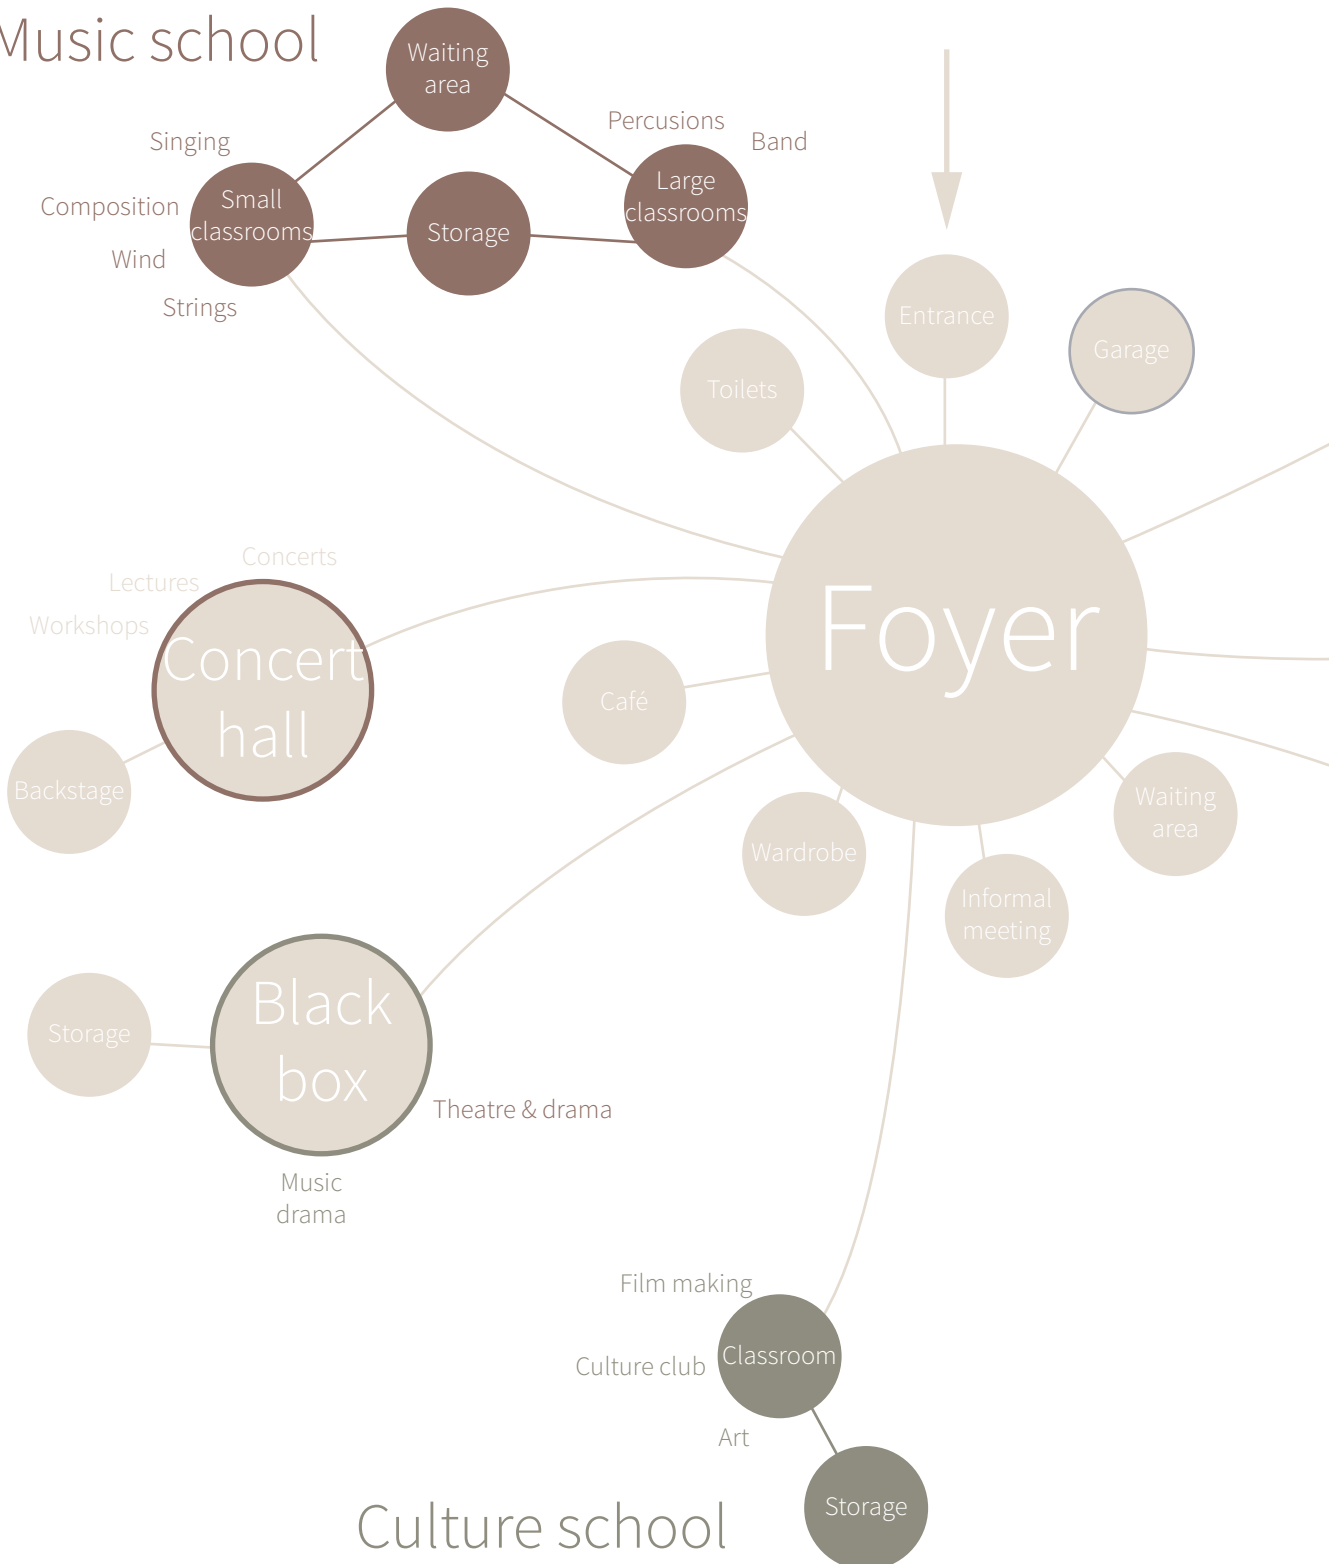 Music school
Waiting
area
Percusions
Band
Singing
Large
classrooms
Small
classrooms
Composition
Storage
Wind
Strings
Entrance
Garage
Toilets
Concerts
Lectures
Workshops
Foyer
Concert
hall
Café
Backstage
Waiting
area
Wardrobe
Informal
meeting
Black
box
Storage
Theatre & drama
Music
drama
Film making
Classroom
Culture club
Art
Storage
Culture school